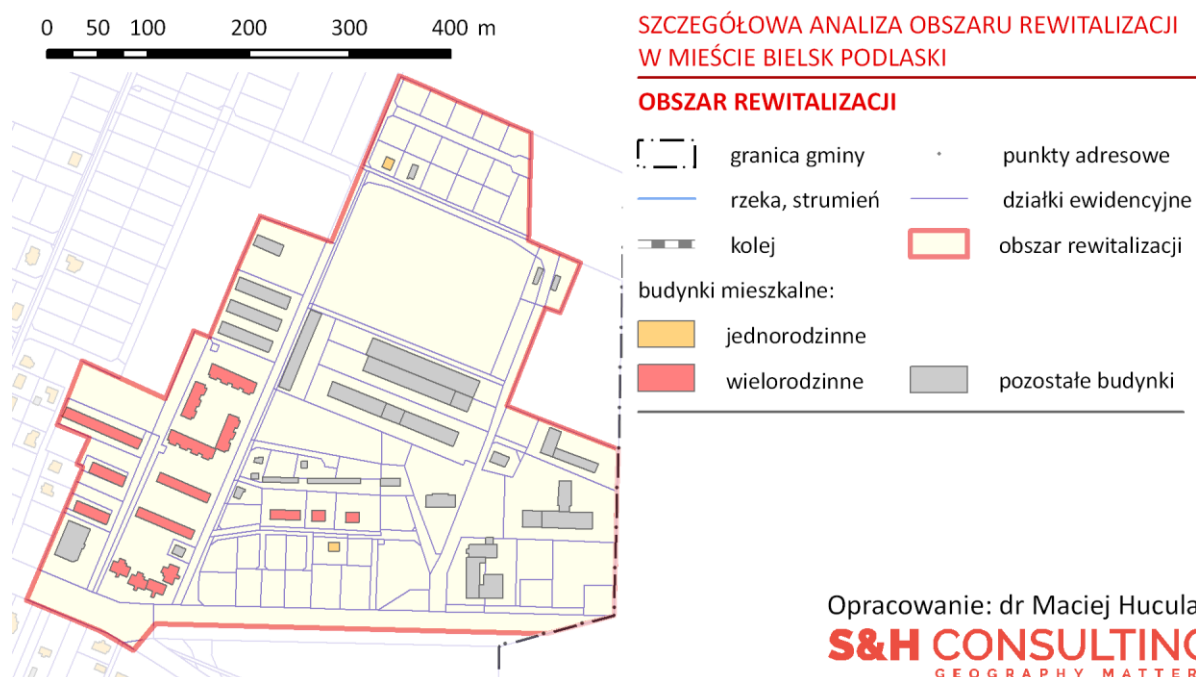 0 50 100 200 300 400 m
SZCZEGÓŁOWA ANALIZA OBSZARU REWITALIZACJI
W MIEŚCIE BIELSK PODLASKI
OBSZAR REWITALIZACJI
granica gminy
punkty adresowe
rzeka, strumień
działki ewidencyjne
kolej
obszar rewitalizacji
budynki mieszkalne:
jednorodzinne
wielorodzinne
pozostałe budynki
Opracowanie: dr Maciej Hucula
S&H CONSULTING
GEOGRAPHY MATTER